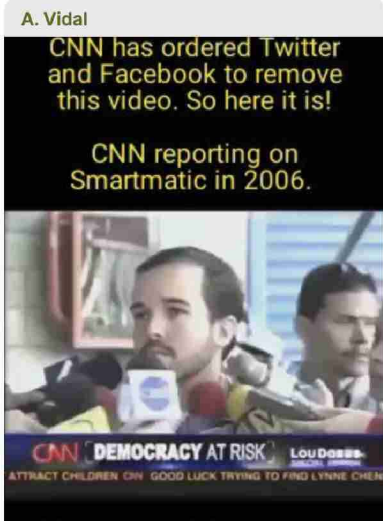 A. Vidal
CNN has ordered Twitter
and Facebook to remove
this video. So here it is!
CNN reporting on
Smartmatic in 2006.
CNN DEMOCRACY AT RISK LOU DOBBS
ATTRACT CHILDREN CNN GOOD LUCK TRYING TO FIND LYNNE CHEN